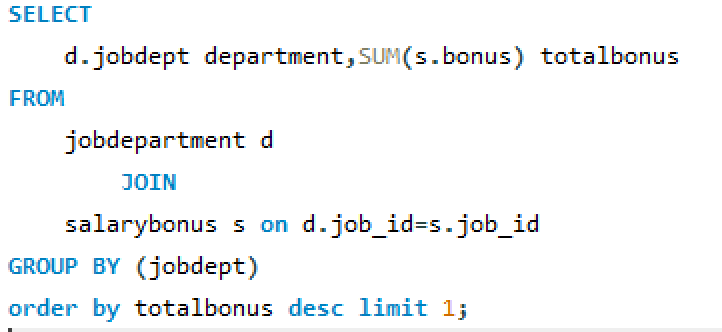 SELECT
d.jobdept department,SUM(s.bonus) totalbonus
FROM
jobdepartment d
JOIN
salarybonus s on d.job_id=s.job_id
GROUP BY (jobdept)
order by totalbonus desc limit 1;